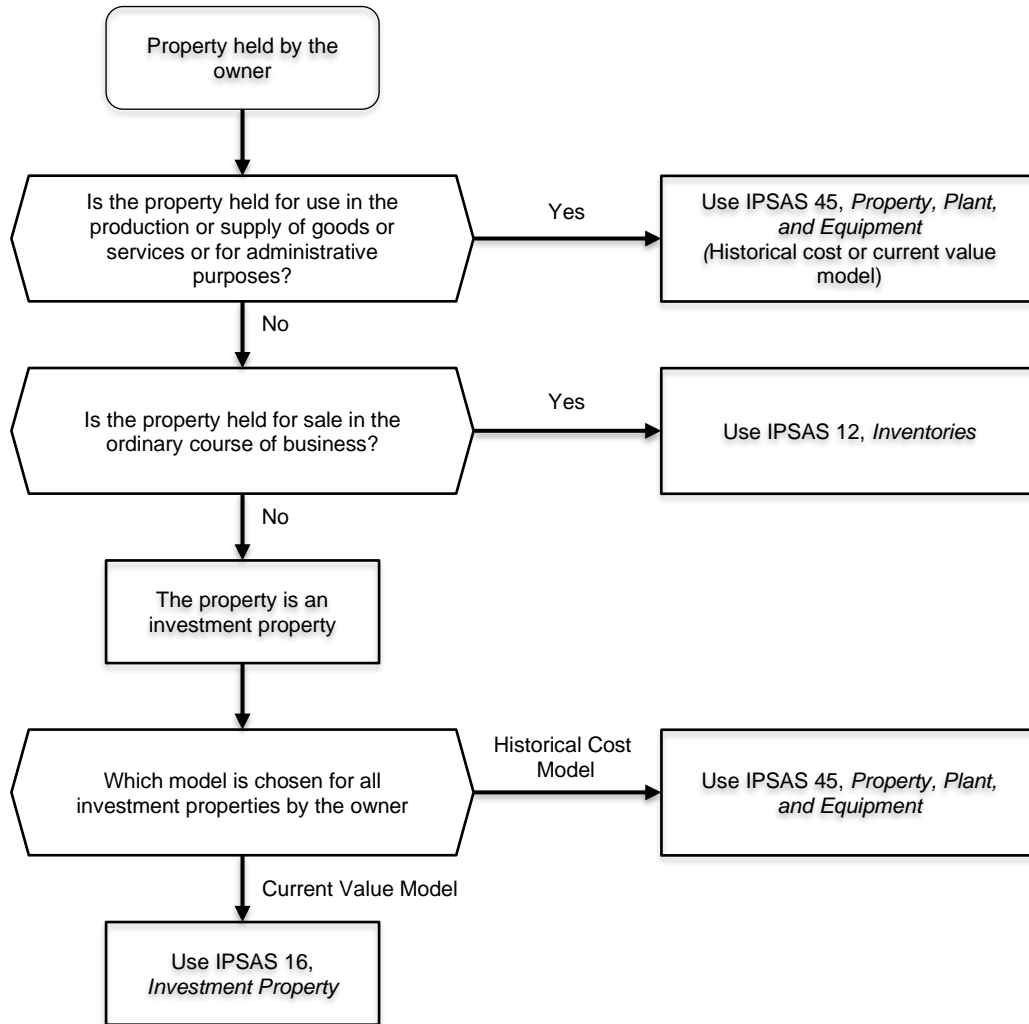 Property held by the
owner
Is the property held for use in the
production or supply of goods or
services or for administrative
purposes?
Yes
Use IPSAS 45, Property, Plant,
and Equipment
(Historical cost or current value
model)
No
Is the property held for sale in the
ordinary course of business?
Yes
Use IPSAS 12, Inventories
No
The property is an
investment property
Which model is chosen for all
investment properties by the owner
Historical Cost
Model
Use IPSAS 45, Property, Plant,
and Equipment
Current Value Model
Use IPSAS 16,
Investment Property